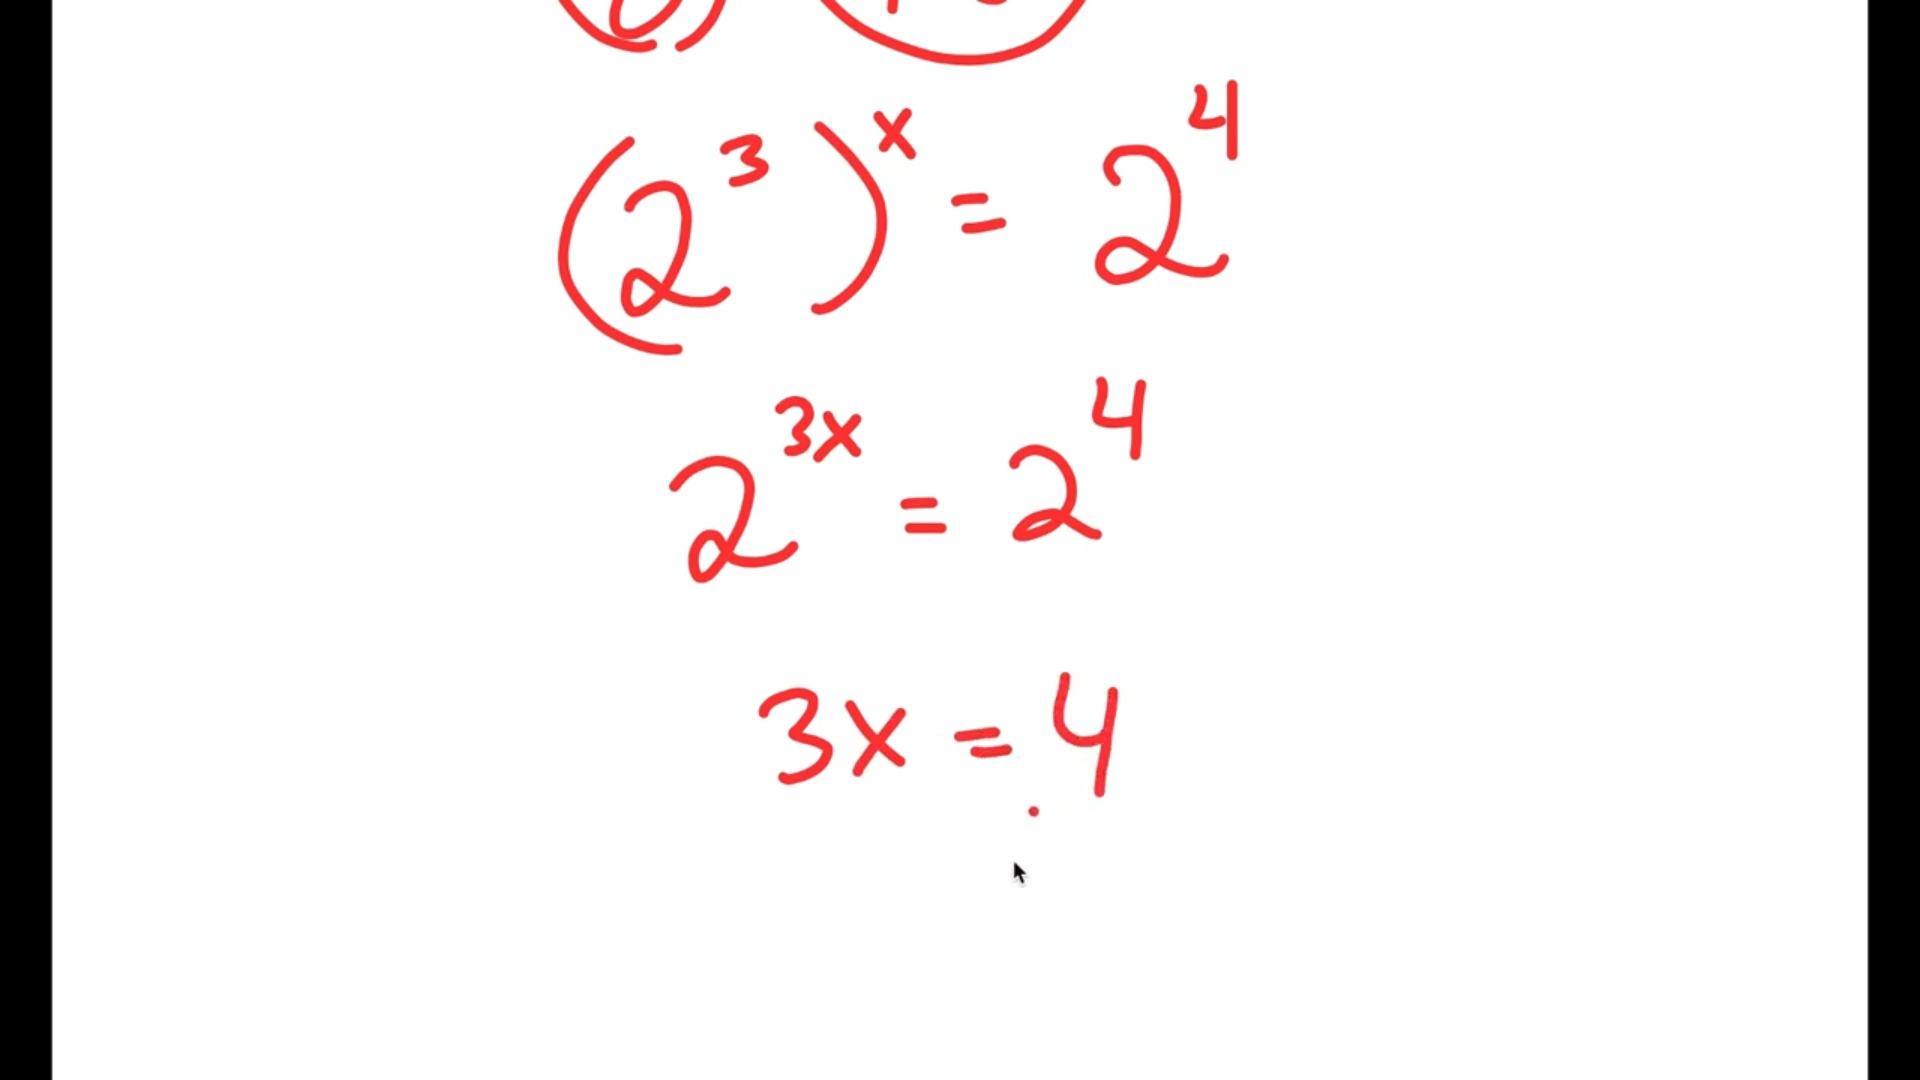 (2³)ˣ = 2⁴
2³ˣ = 2⁴
3x = 4